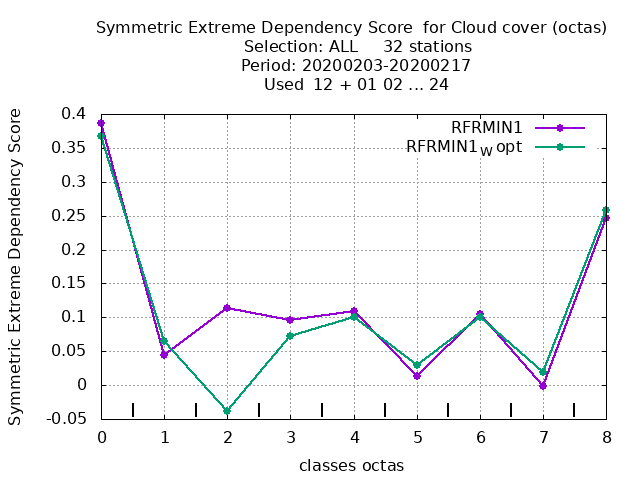 Symmetric Extreme Dependency Score  for Cloud cover (octas)
Selection: ALL     32 stations
Period: 20200203-20200217
Used  12 + 01 02 ... 24
Symmetric Extreme Dependency Score
0.4
0.35
0.3
0.25
0.2
0.15
0.1
0.05
0
-0.05
RFRMIN1
RFRMIN1W opt
0 1 2 3 4 5 6 7 8
classes octas